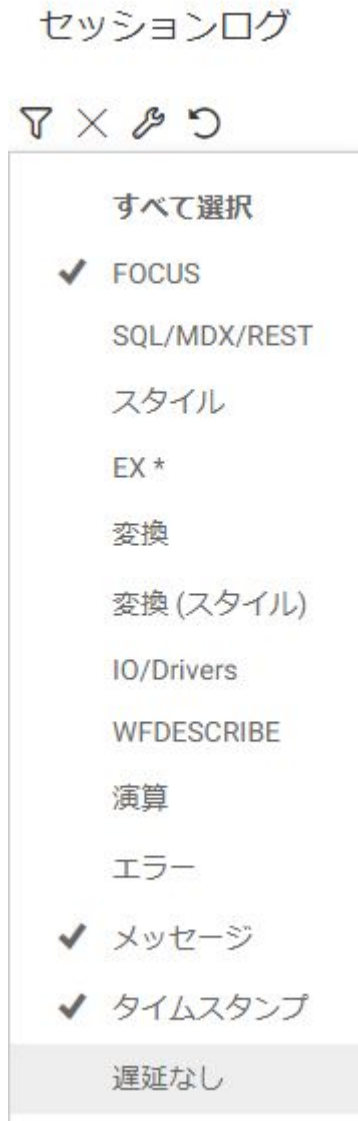 セッションログ
すべて選択
FOCUS
SQL/MDX/REST
スタイル
EX *
変換
変換 (スタイル)
IO/Drivers
WFDESCRIBE
演算
エラー
メッセージ
タイムスタンプ
遅延なし